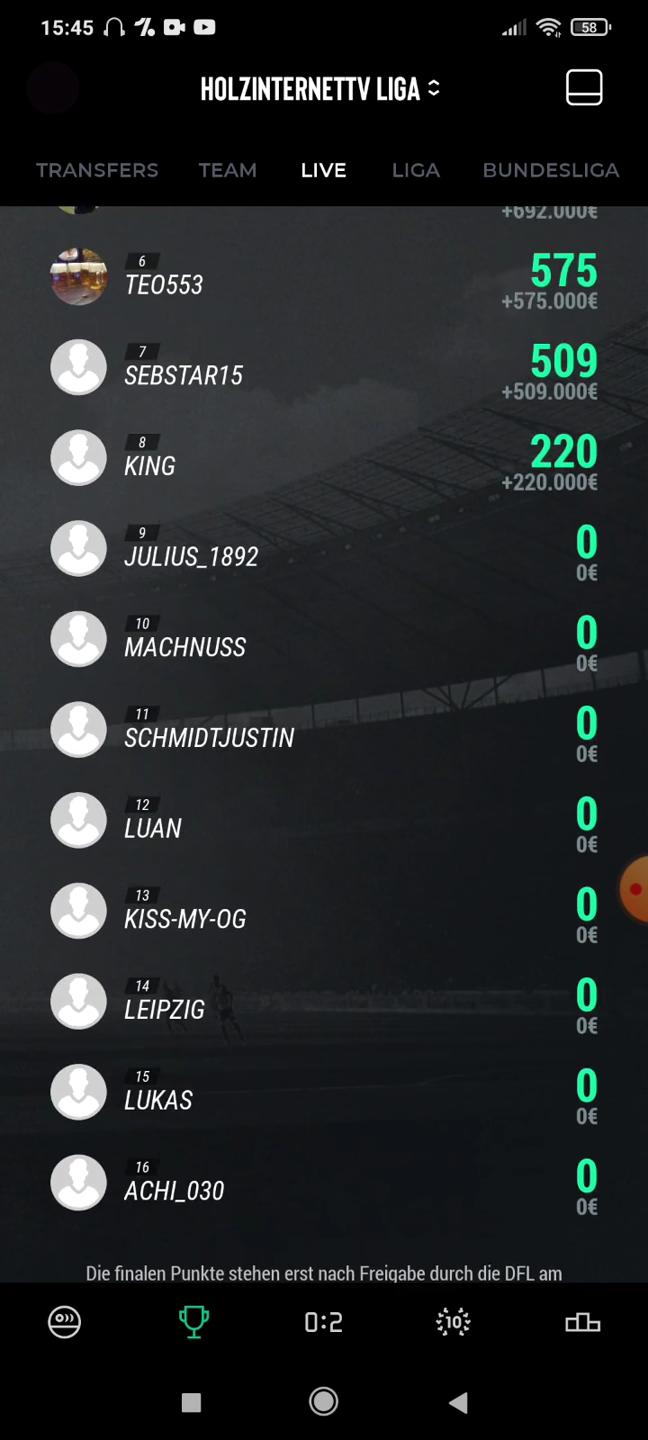 15:45
58
HOLZINTERNETTV LIGA
TRANSFERS TEAM LIVE LIGA BUNDESLIGA
+692.000€
6
TEO553
575
+575.000€
7
SEBSTAR15
509
+509.000€
8
KING
220
+220.000€
9
JULIUS_1892
0
0€
10
MACHNUSS
0
0€
11
SCHMIDTJUSTIN
0
0€
12
LUAN
0
0€
13
KISS-MY-OG
0
0€
14
LEIPZIG
0
0€
15
LUKAS
0
0€
16
ACHI_030
0
0€
Die finalen Punkte stehen erst nach Freigabe durch die DFL am
0:2
10